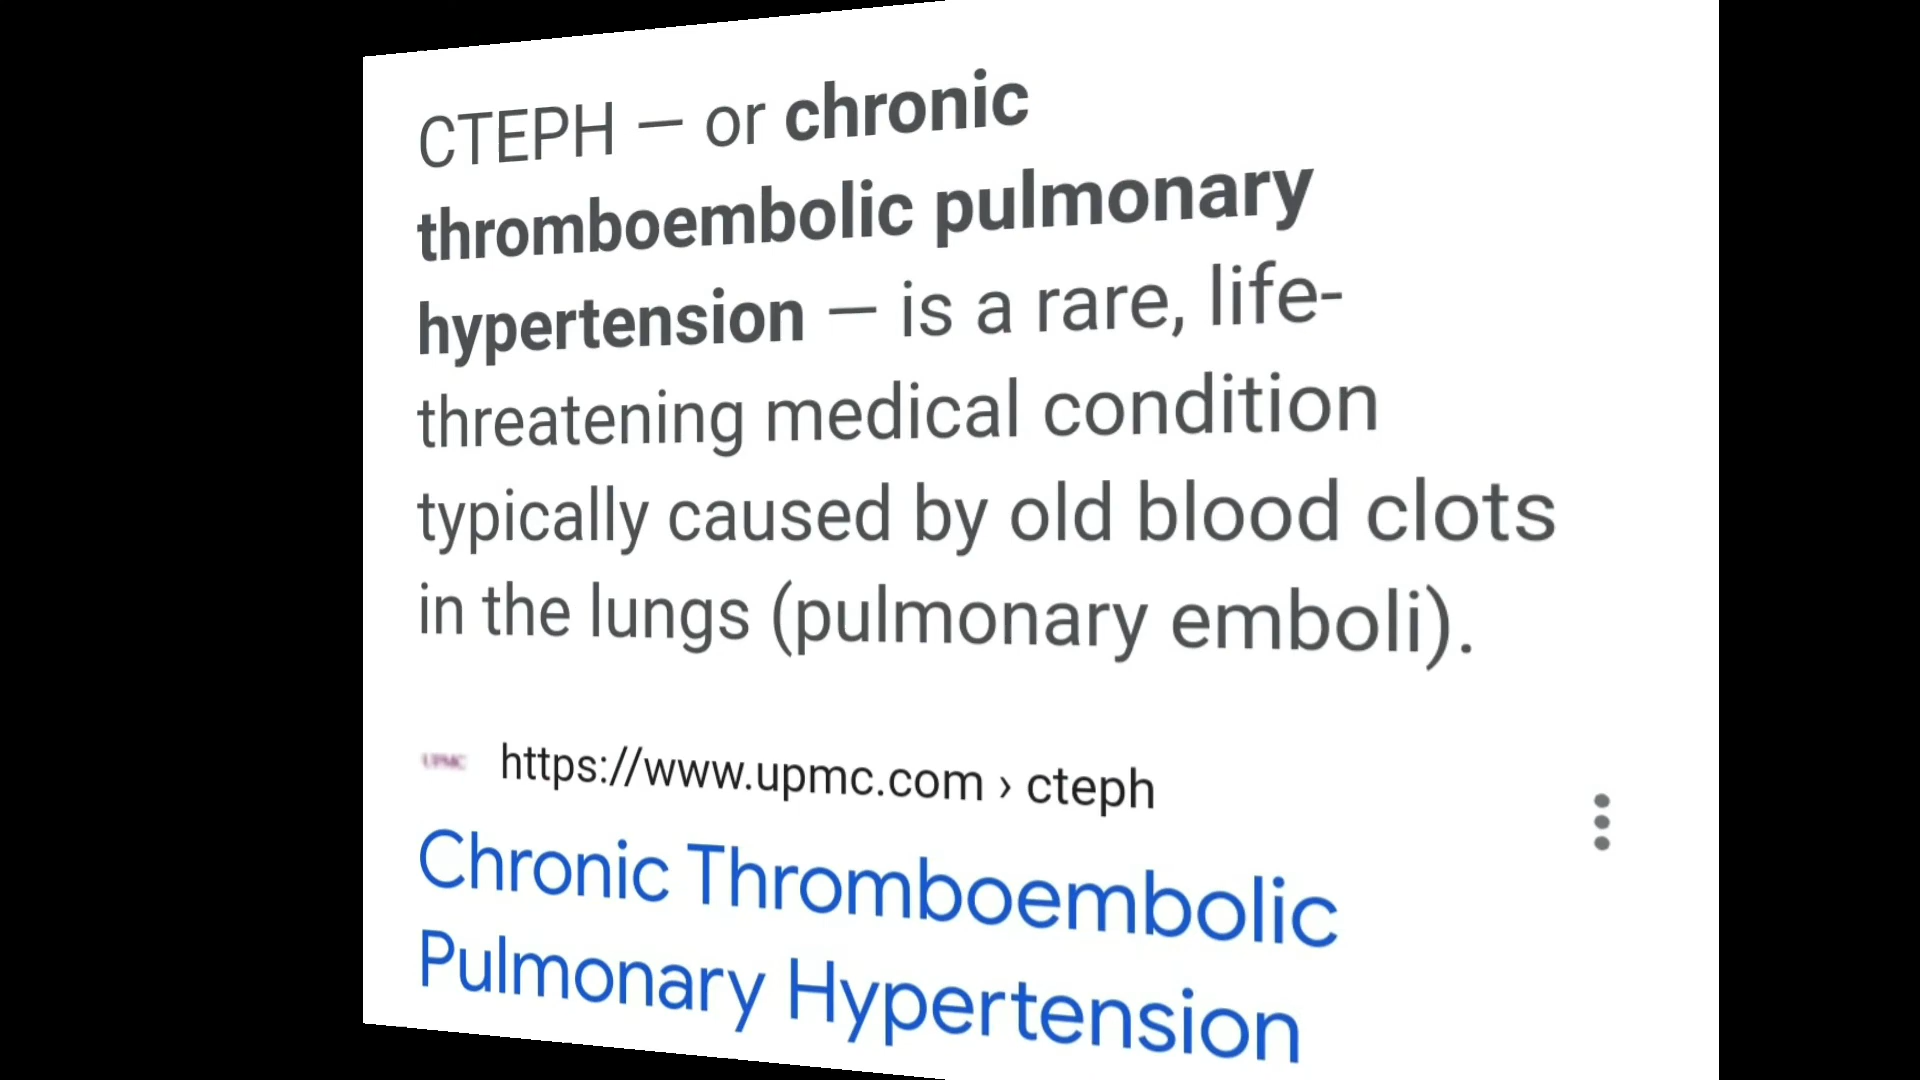 CTEPH — or chronic
thromboembolic pulmonary
hypertension — is a rare, life-
threatening medical condition
typically caused by old blood clots
in the lungs (pulmonary emboli).
UPMC https://www.upmc.com › cteph
Chronic Thromboembolic
Pulmonary Hypertension